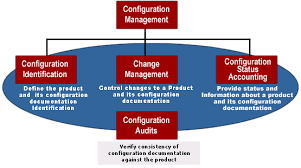 Configuration
Management
Configuration
Identification
Change
Management
Configuration
Status
Accounting
Define the product
and its configuration
documentation
Identification
Control changes to a Product
and its configuration
documentation
Provide status and
Information about a product
and its configuration
documentation
Configuration
Audits
Verify consistency of
configuration documentation
against the product